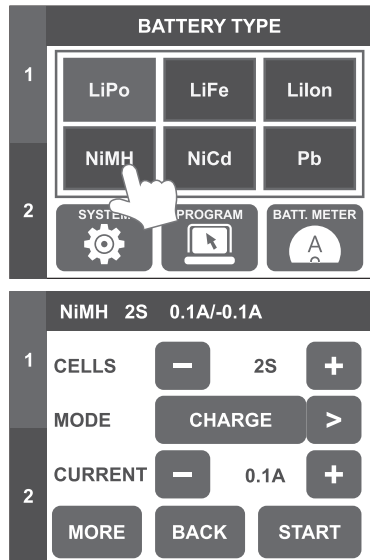 BATTERY TYPE
1
LiPo LiFe LiIon
NiMH NiCd Pb
2
PROGRAM BATT. METER
A
NiMH 2S 0.1A/-0.1A
1
CELLS − 2S +
MODE CHARGE >
CURRENT − 0.1A +
2
MORE BACK START